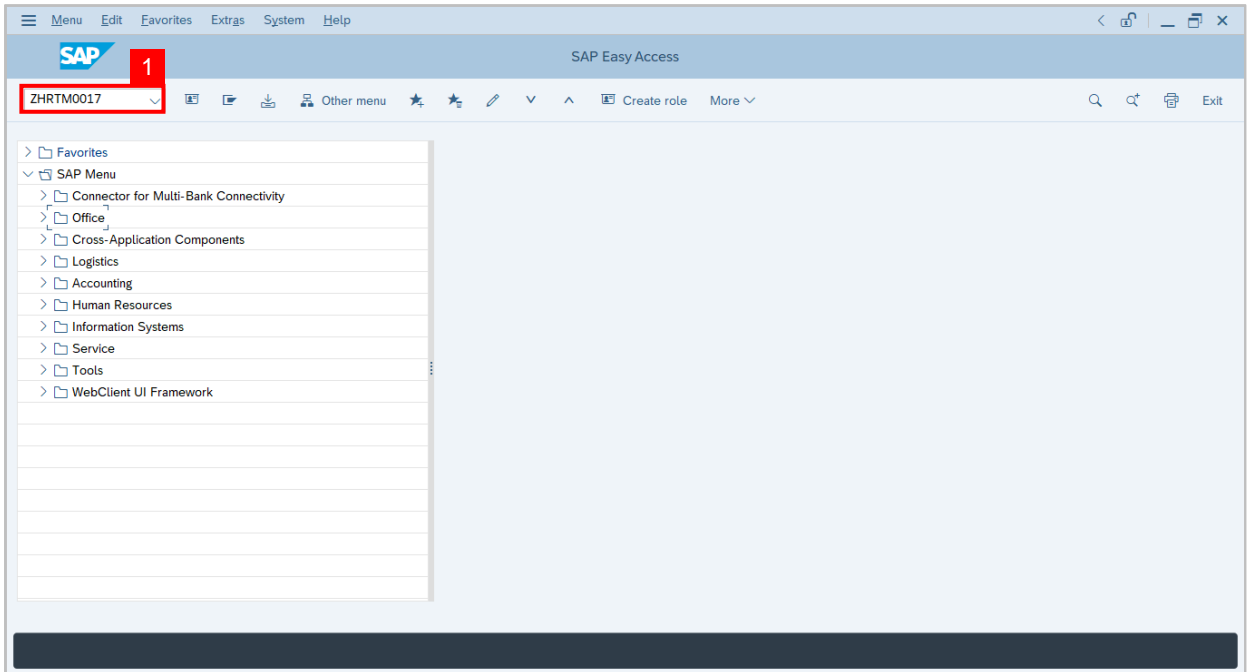 Menu Edit Favorites Extras System Help
SAP
SAP Easy Access
1
ZHRTM0017
Other menu
Create role
More
Exit
Favorites
SAP Menu
Connector for Multi-Bank Connectivity
Office
Cross-Application Components
Logistics
Accounting
Human Resources
Information Systems
Service
Tools
WebClient UI Framework